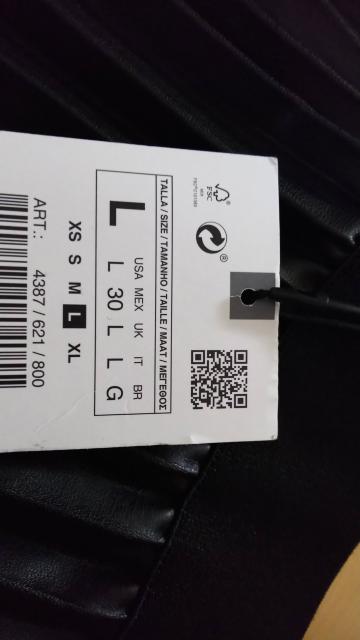 FSC
MIX
TALLA / SIZE / TAMANHO / TAILLE / MAAT / ΜΕΓΕΘΟΣ
L
USA MEX UK IT BR
L 30 L L G
XS S M L XL
ART.: 4387 / 621 / 800